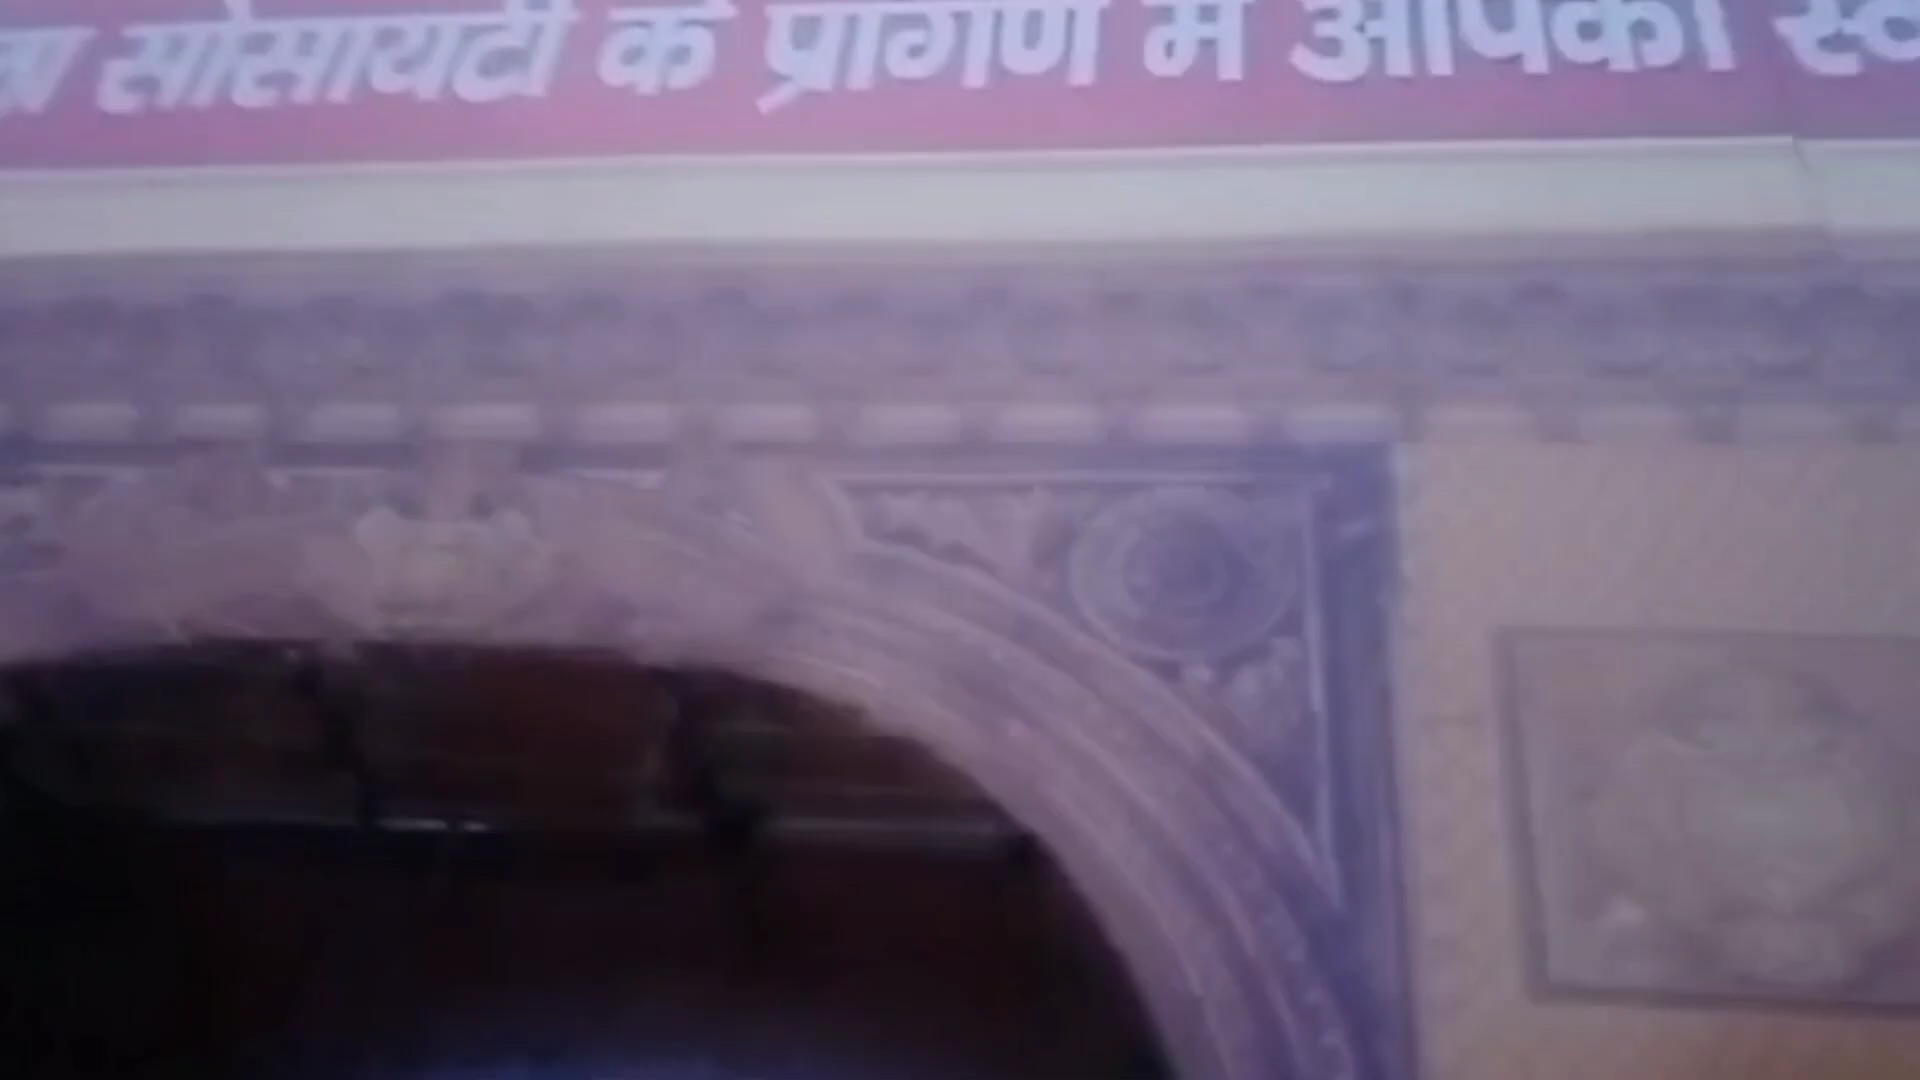 सोसायटी के प्रांगण में आपका